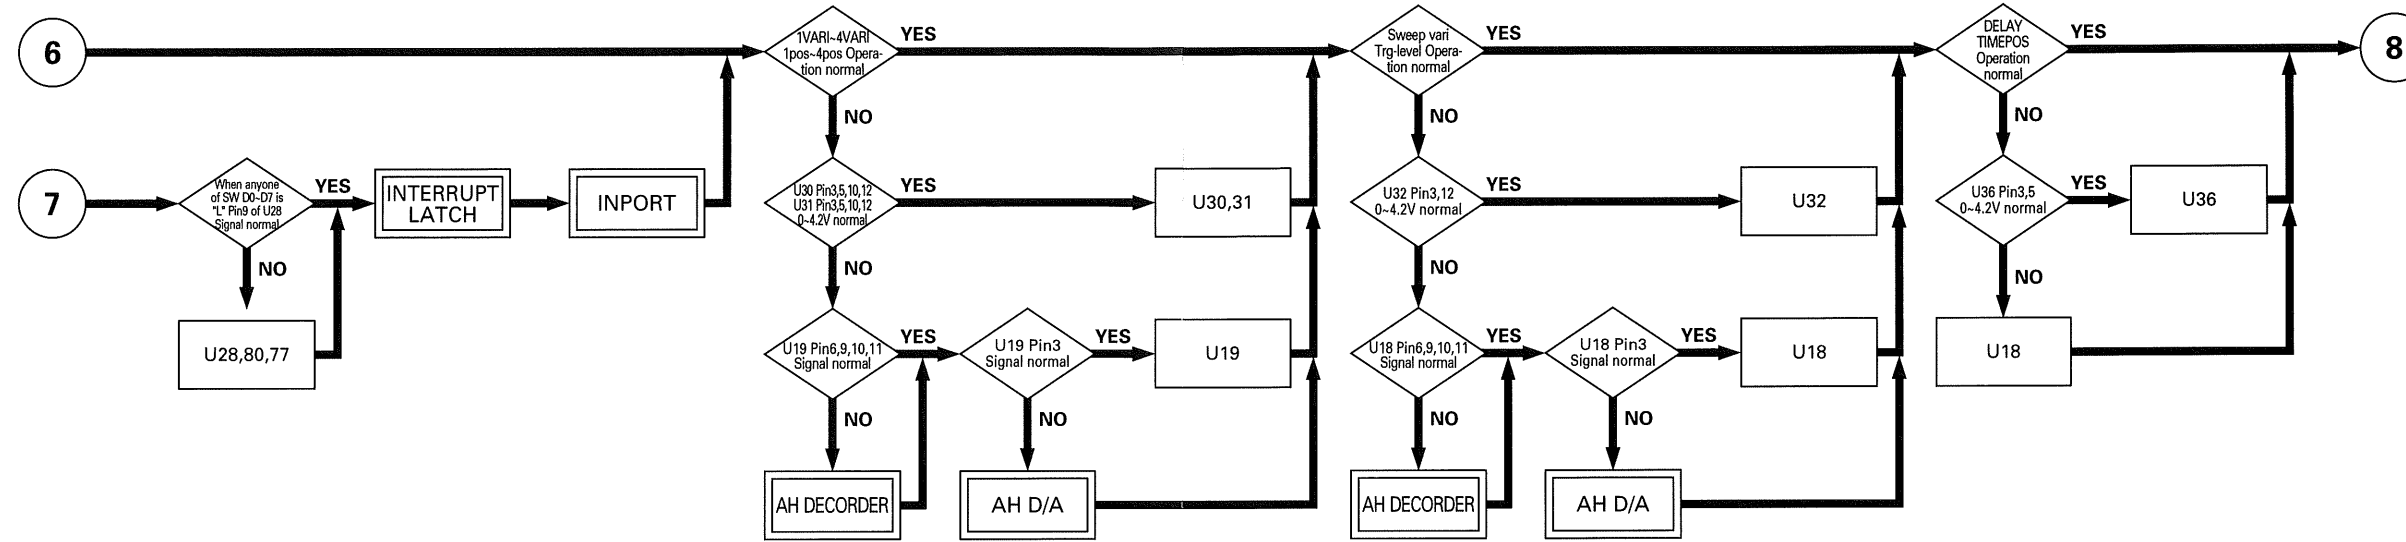 6
1VARI~4VARI
1pos~4pos Opera-
tion normal
YES
NO
Sweep vari
Trg-level Opera-
tion normal
YES
NO
DELAY
TIMEPOS
Operation
normal
YES
NO
8
7
When anyone
of SW D0~D7 is
"L" Pin9 of U28
Signal normal
YES
NO
INTERRUPT
LATCH
INPORT
U28,80,77
U30 Pin3,5,10,12
U31 Pin3,5,10,12
0~4.2V normal
YES
NO
U30,31
U32 Pin3,12
0~4.2V normal
YES
NO
U32
U36 Pin3,5
0~4.2V normal
YES
NO
U36
U19 Pin6,9,10,11
Signal normal
YES
NO
U19 Pin3
Signal normal
YES
NO
U19
U18 Pin6,9,10,11
Signal normal
YES
NO
U18 Pin3
Signal normal
YES
NO
U18
U18
AH DECORDER
AH D/A
AH DECORDER
AH D/A